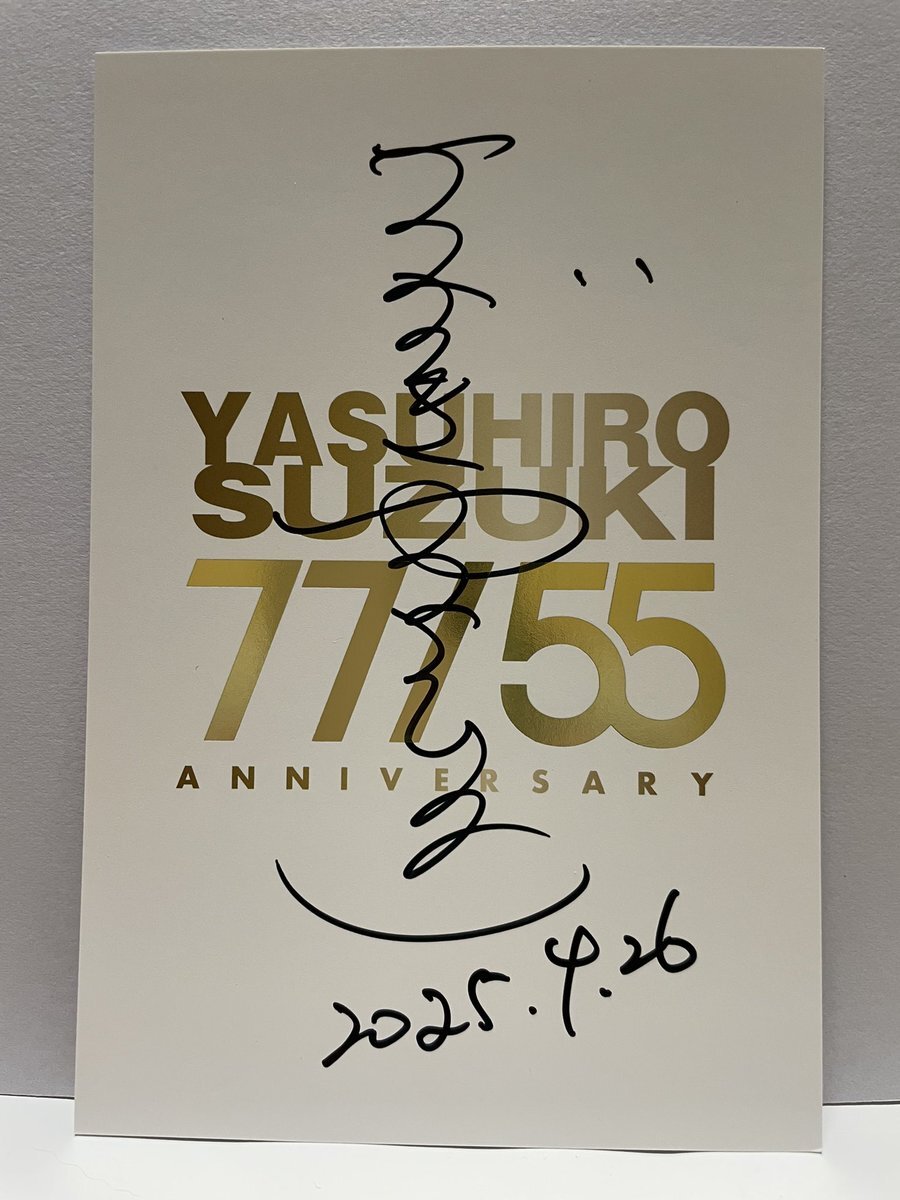 YASUHIRO
SUZUKI
77/55
ANNIVERSARY
2025.4.26